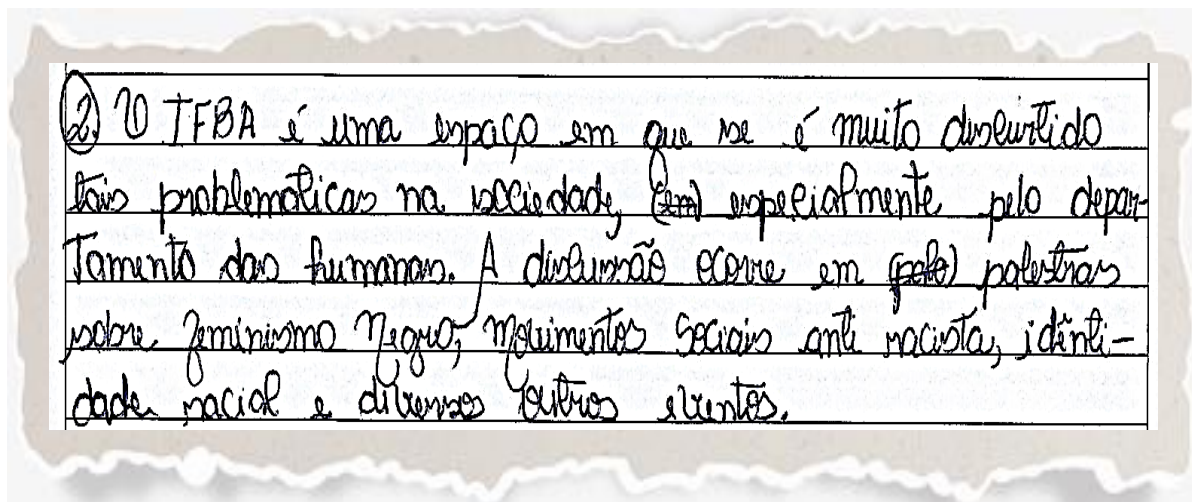 2. O IFBA é uma espaço em que se é muito discutido
tais problemáticas na sociedade, (em) especialmente pelo depar-
tamento das humanas. A discussão ocorre em (pale) palestras
sobre feminismo negro, movimentos sociais anti racista, identi-
dade racial e diversos outros eventos.